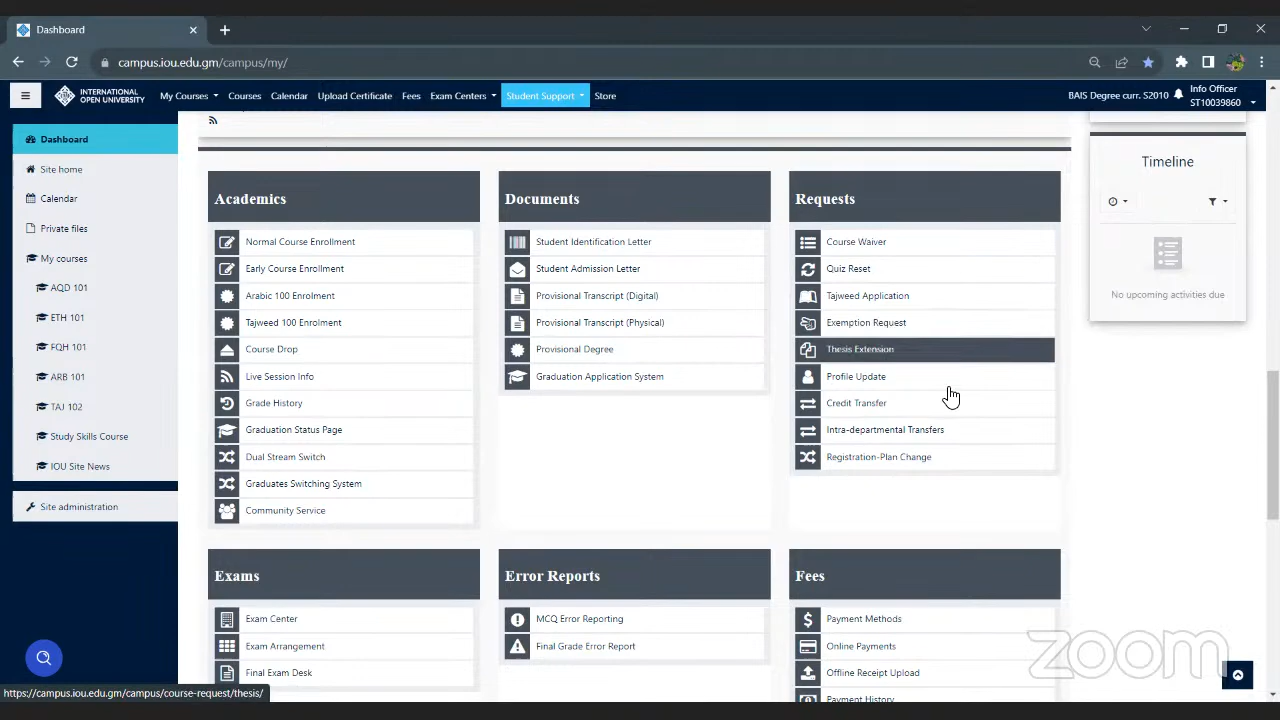 Dashboard
campus.iou.edu.gm/campus/my/
INTERNATIONAL
OPEN UNIVERSITY
My Courses
Courses
Calendar
Upload Certificate
Fees
Exam Centers
Student Support
Store
BAIS Degree curr. S2010
Info Officer
ST10039860
Dashboard
Site home
Calendar
Private files
My courses
AQD 101
ETH 101
FQH 101
ARB 101
TAJ 102
Study Skills Course
IOU Site News
Site administration
Academics
Normal Course Enrollment
Early Course Enrollment
Arabic 100 Enrolment
Tajweed 100 Enrolment
Course Drop
Live Session Info
Grade History
Graduation Status Page
Dual Stream Switch
Graduates Switching System
Community Service
Documents
Student Identification Letter
Student Admission Letter
Provisional Transcript (Digital)
Provisional Transcript (Physical)
Provisional Degree
Graduation Application System
Requests
Course Waiver
Quiz Reset
Tajweed Application
Exemption Request
Thesis Extension
Profile Update
Credit Transfer
Intra-departmental Transfers
Registration-Plan Change
Timeline
No upcoming activities due
Exams
Exam Center
Exam Arrangement
Final Exam Desk
Error Reports
MCQ Error Reporting
Final Grade Error Report
Fees
Payment Methods
Online Payments
Offline Receipt Upload
Payment History
zoom
https://campus.iou.edu.gm/campus/course-request/thesis/